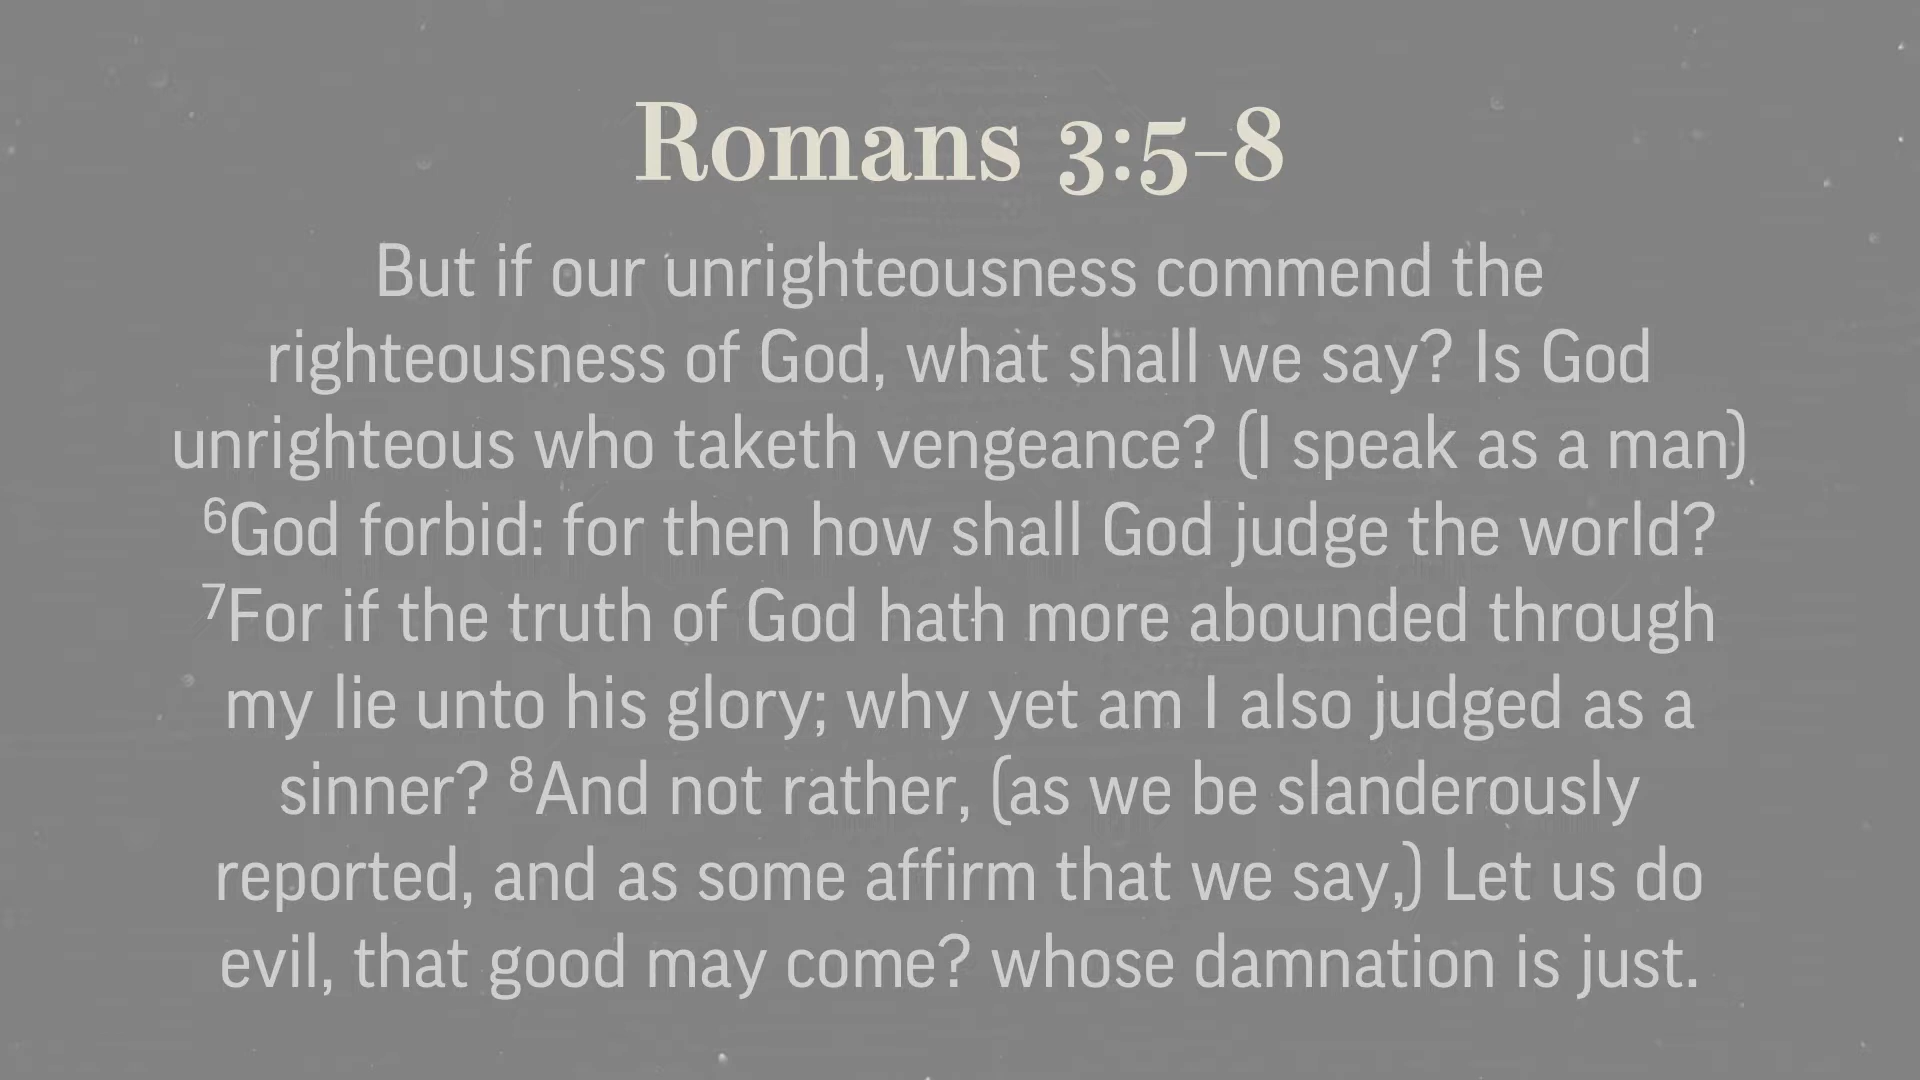 Romans 3:5-8
But if our unrighteousness commend the
righteousness of God, what shall we say? Is God
unrighteous who taketh vengeance? (I speak as a man)
⁶God forbid: for then how shall God judge the world?
⁷For if the truth of God hath more abounded through
my lie unto his glory; why yet am I also judged as a
sinner? ⁸And not rather, (as we be slanderously
reported, and as some affirm that we say,) Let us do
evil, that good may come? whose damnation is just.